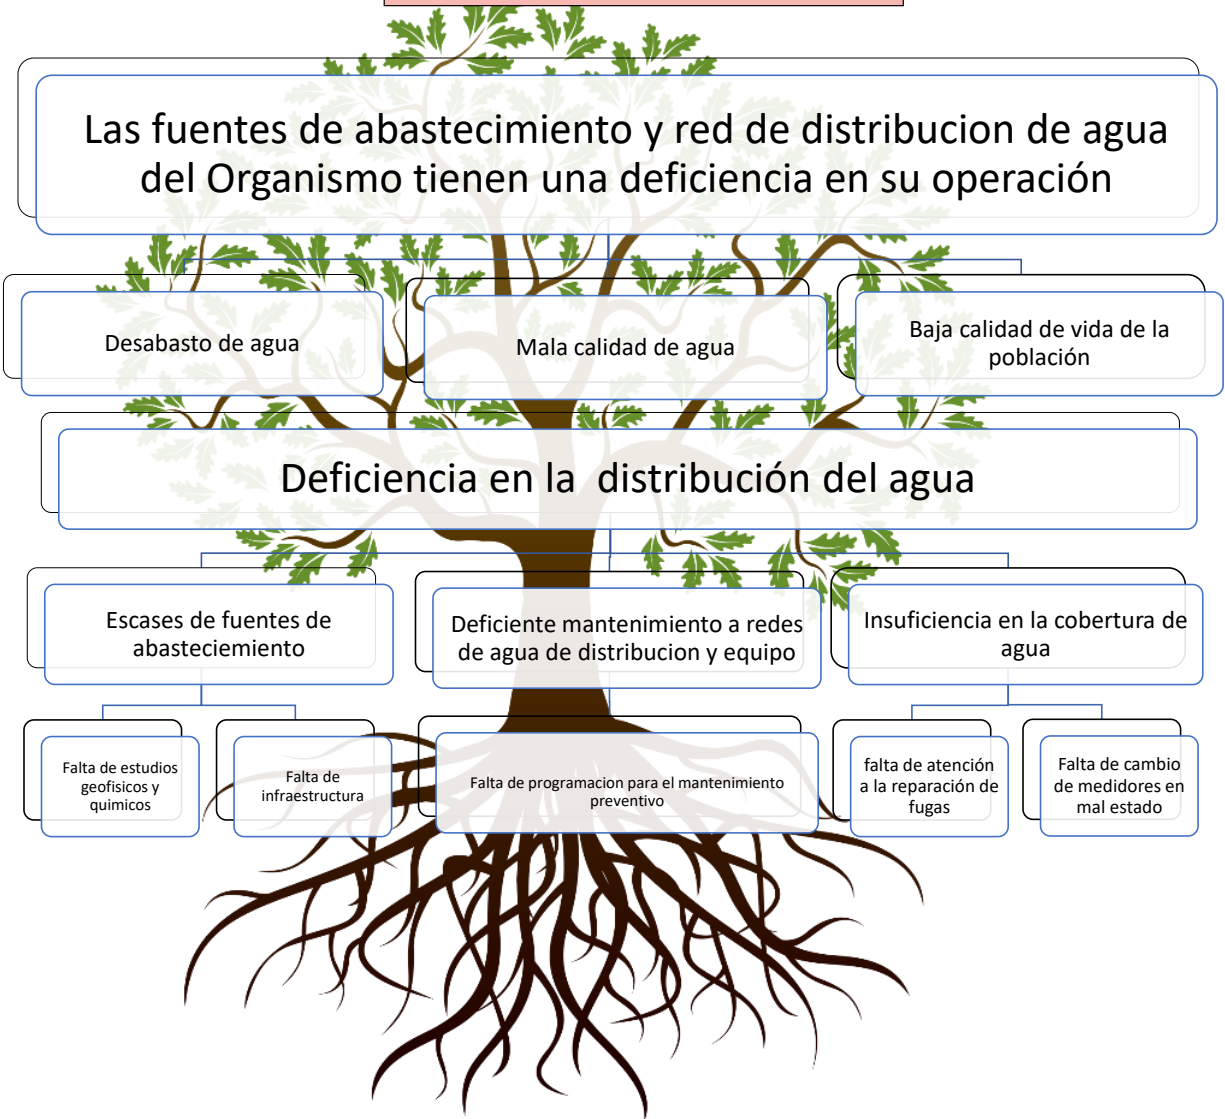 Las fuentes de abastecimiento y red de distribucion de agua
del Organismo tienen una deficiencia en su operación
Desabasto de agua
Mala calidad de agua
Baja calidad de vida de la
población
Deficiencia en la  distribución del agua
Escases de fuentes de
abasteciemiento
Deficiente mantenimiento a redes
de agua de distribucion y equipo
Insuficiencia en la cobertura de
agua
Falta de estudios
geofisicos y
quimicos
Falta de
infraestructura
Falta de programacion para el mantenimiento
preventivo
falta de atención
a la reparación de
fugas
Falta de cambio
de medidores en
mal estado